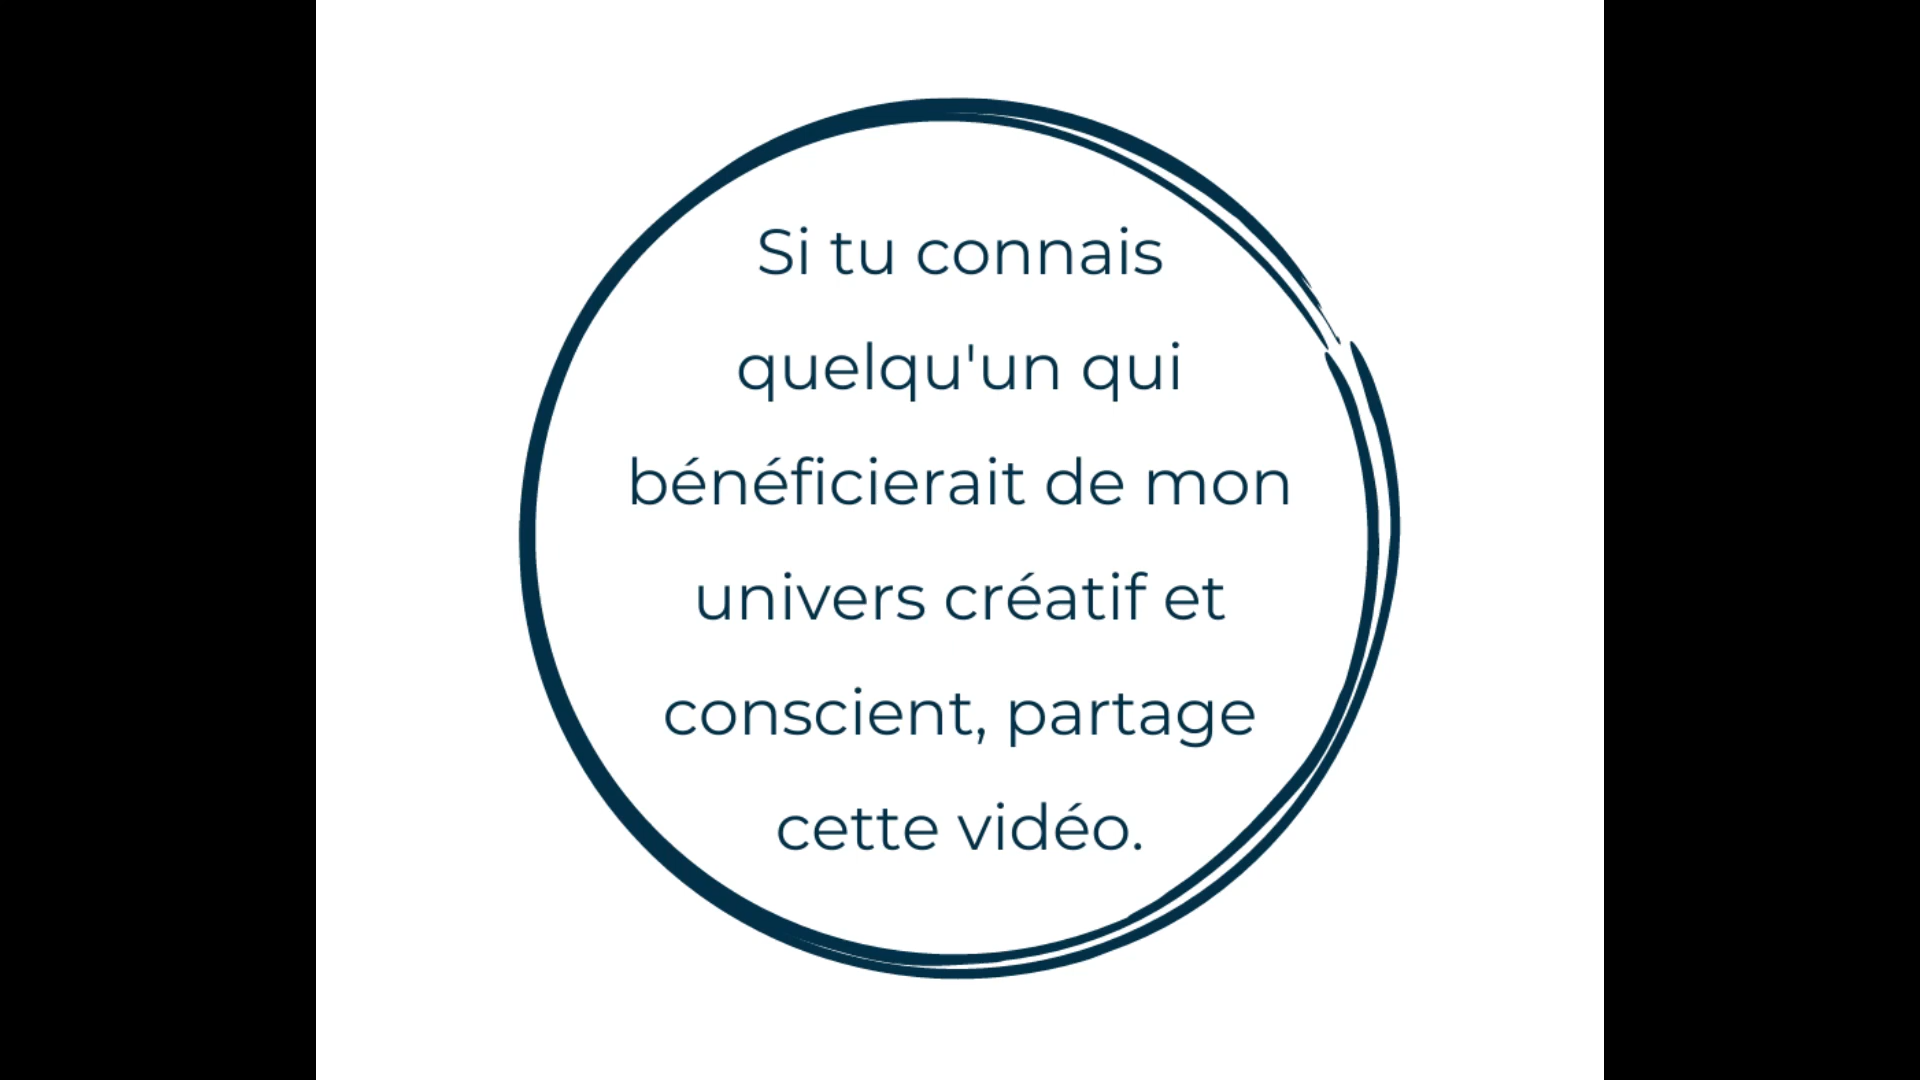 Si tu connais
quelqu'un qui
bénéficierait de mon
univers créatif et
conscient, partage
cette vidéo.